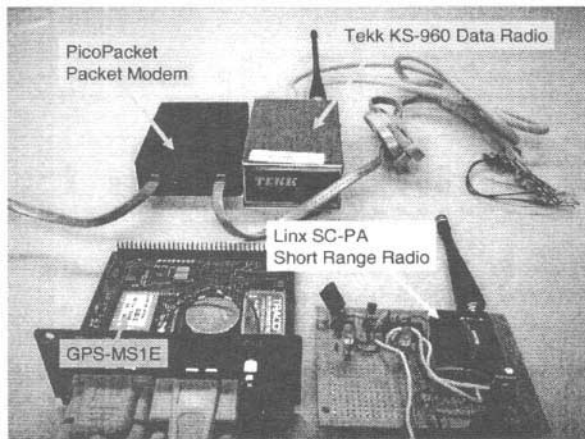 PicoPacket
Packet Modem
Tekk KS-960 Data Radio
TEKK
Linx SC-PA
Short Range Radio
GPS-MS1E